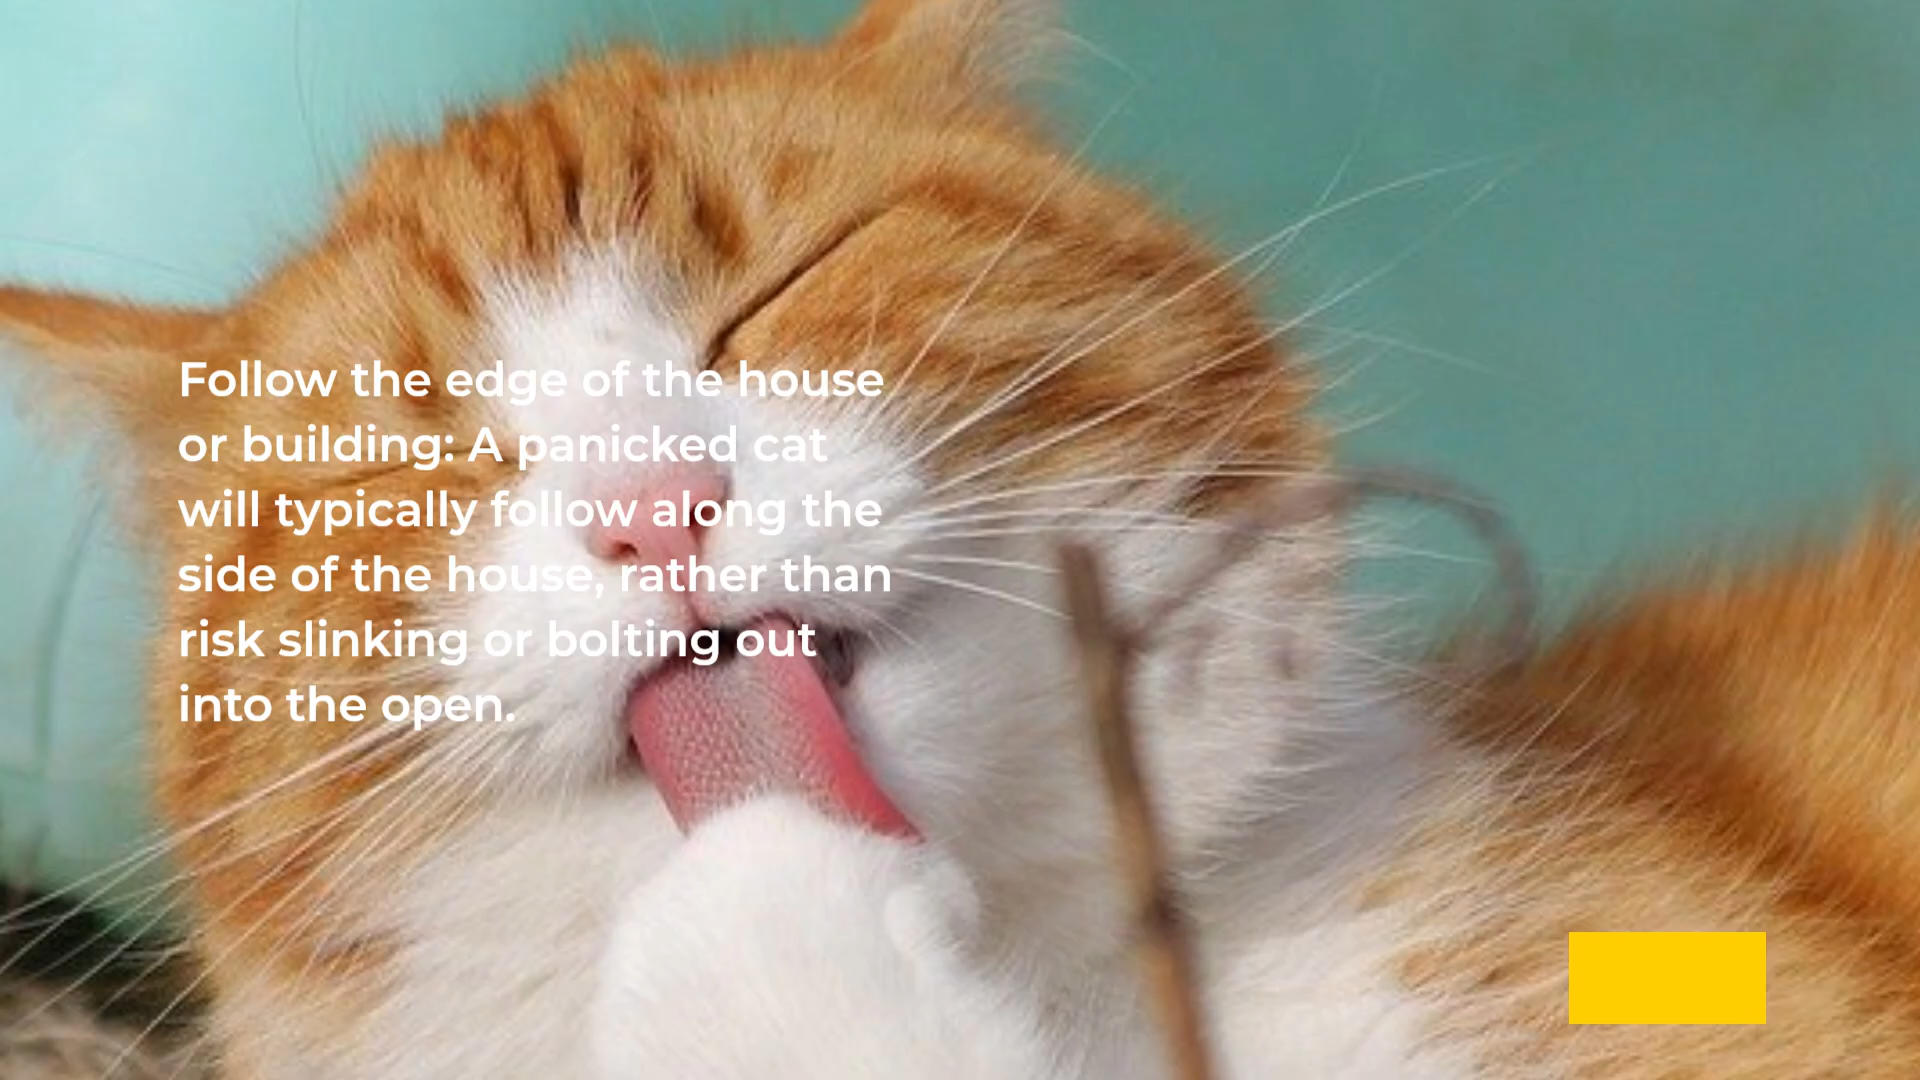 Follow the edge of the house
or building: A panicked cat
will typically follow along the
side of the house, rather than
risk slinking or bolting out
into the open.